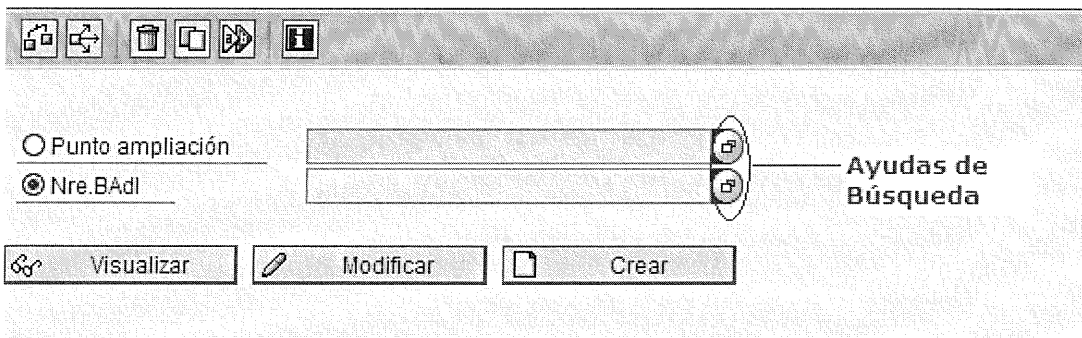 Punto ampliación
Nre.BAdI
Ayudas de
Búsqueda
Visualizar
Modificar
Crear